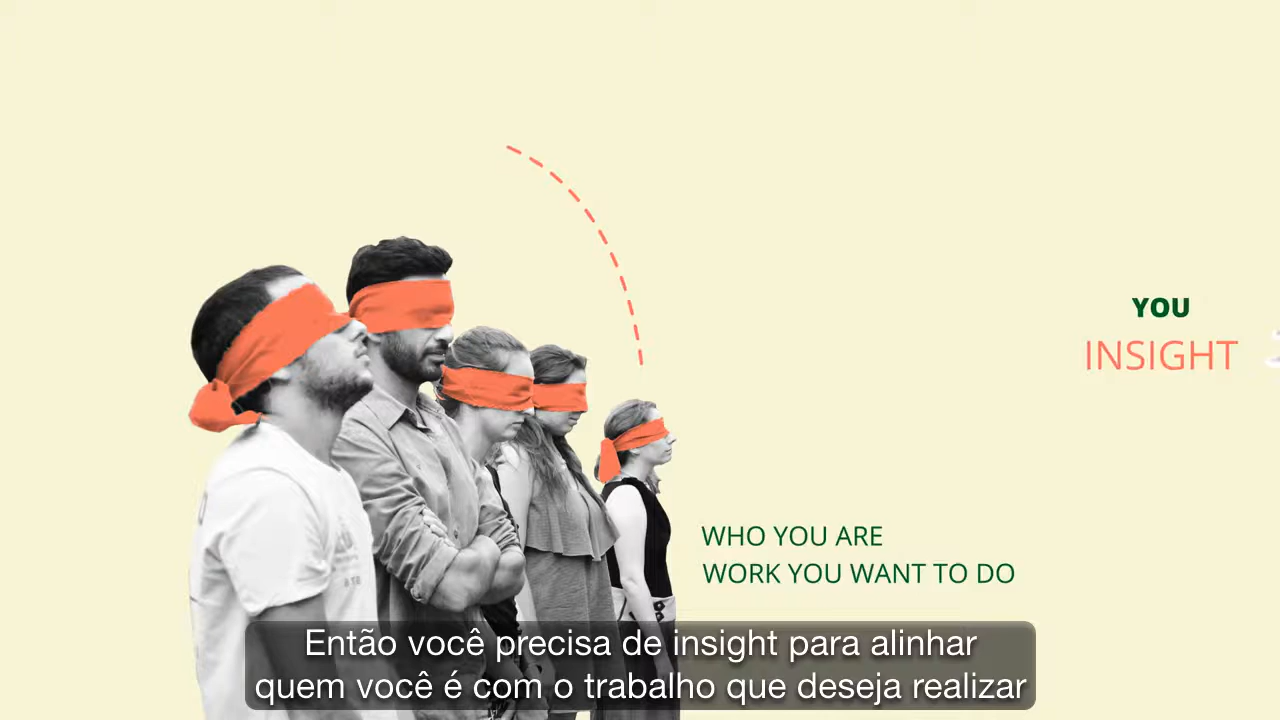 YOU
INSIGHT
WHO YOU ARE
WORK YOU WANT TO DO
Então você precisa de insight para alinhar
quem você é com o trabalho que deseja realizar